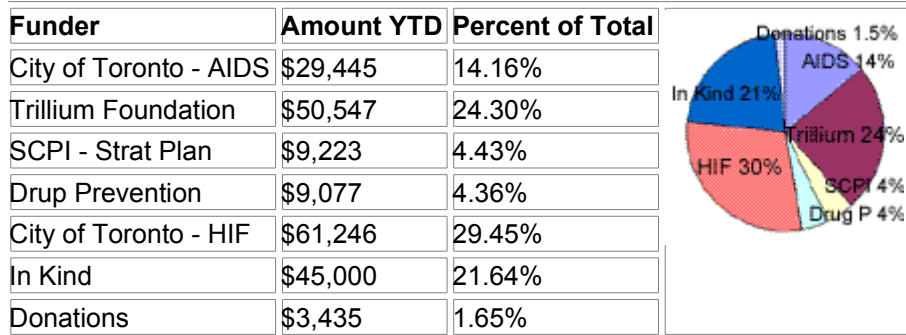 Funder Amount YTD Percent of Total
City of Toronto - AIDS $29,445 14.16%
Trillium Foundation $50,547 24.30%
SCPI - Strat Plan $9,223 4.43%
Drup Prevention $9,077 4.36%
City of Toronto - HIF $61,246 29.45%
In Kind $45,000 21.64%
Donations $3,435 1.65%
Donations 1.5%
AIDS 14%
In Kind 21%
Trillium 24%
HIF 30%
SCPI 4%
Drug P 4%